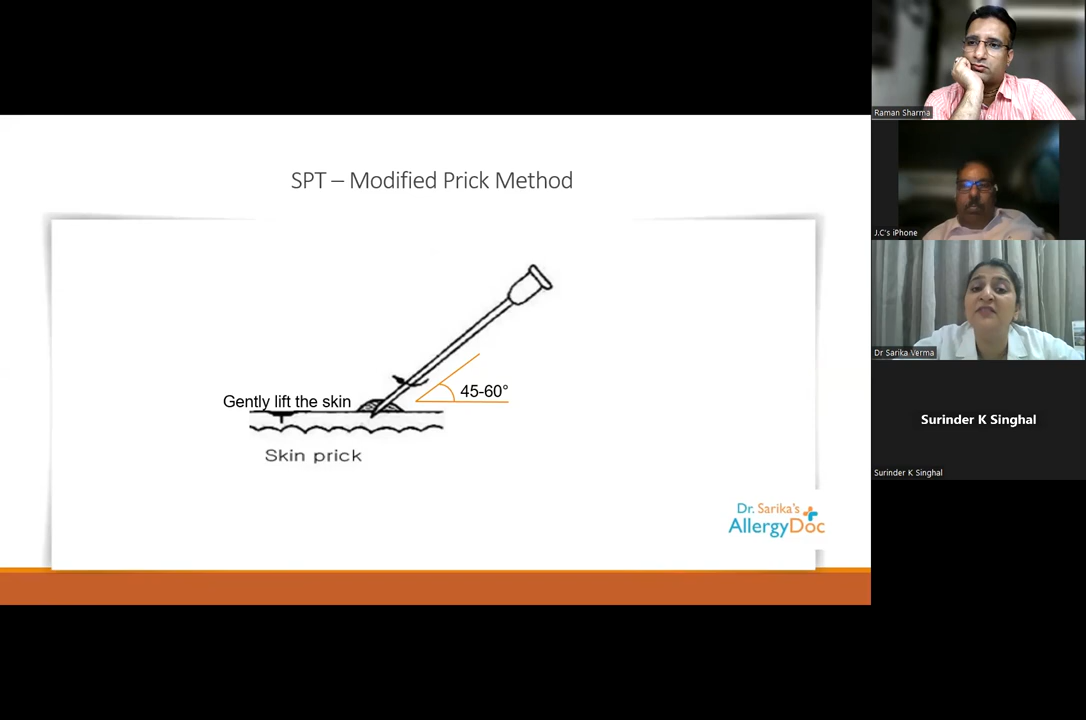 SPT – Modified Prick Method
Gently lift the skin
45-60°
Skin prick
Dr. Sarika's
AllergyDoc
Raman Sharma
J.C's iPhone
Dr Sarika Verma
Surinder K Singhal
Surinder K Singhal